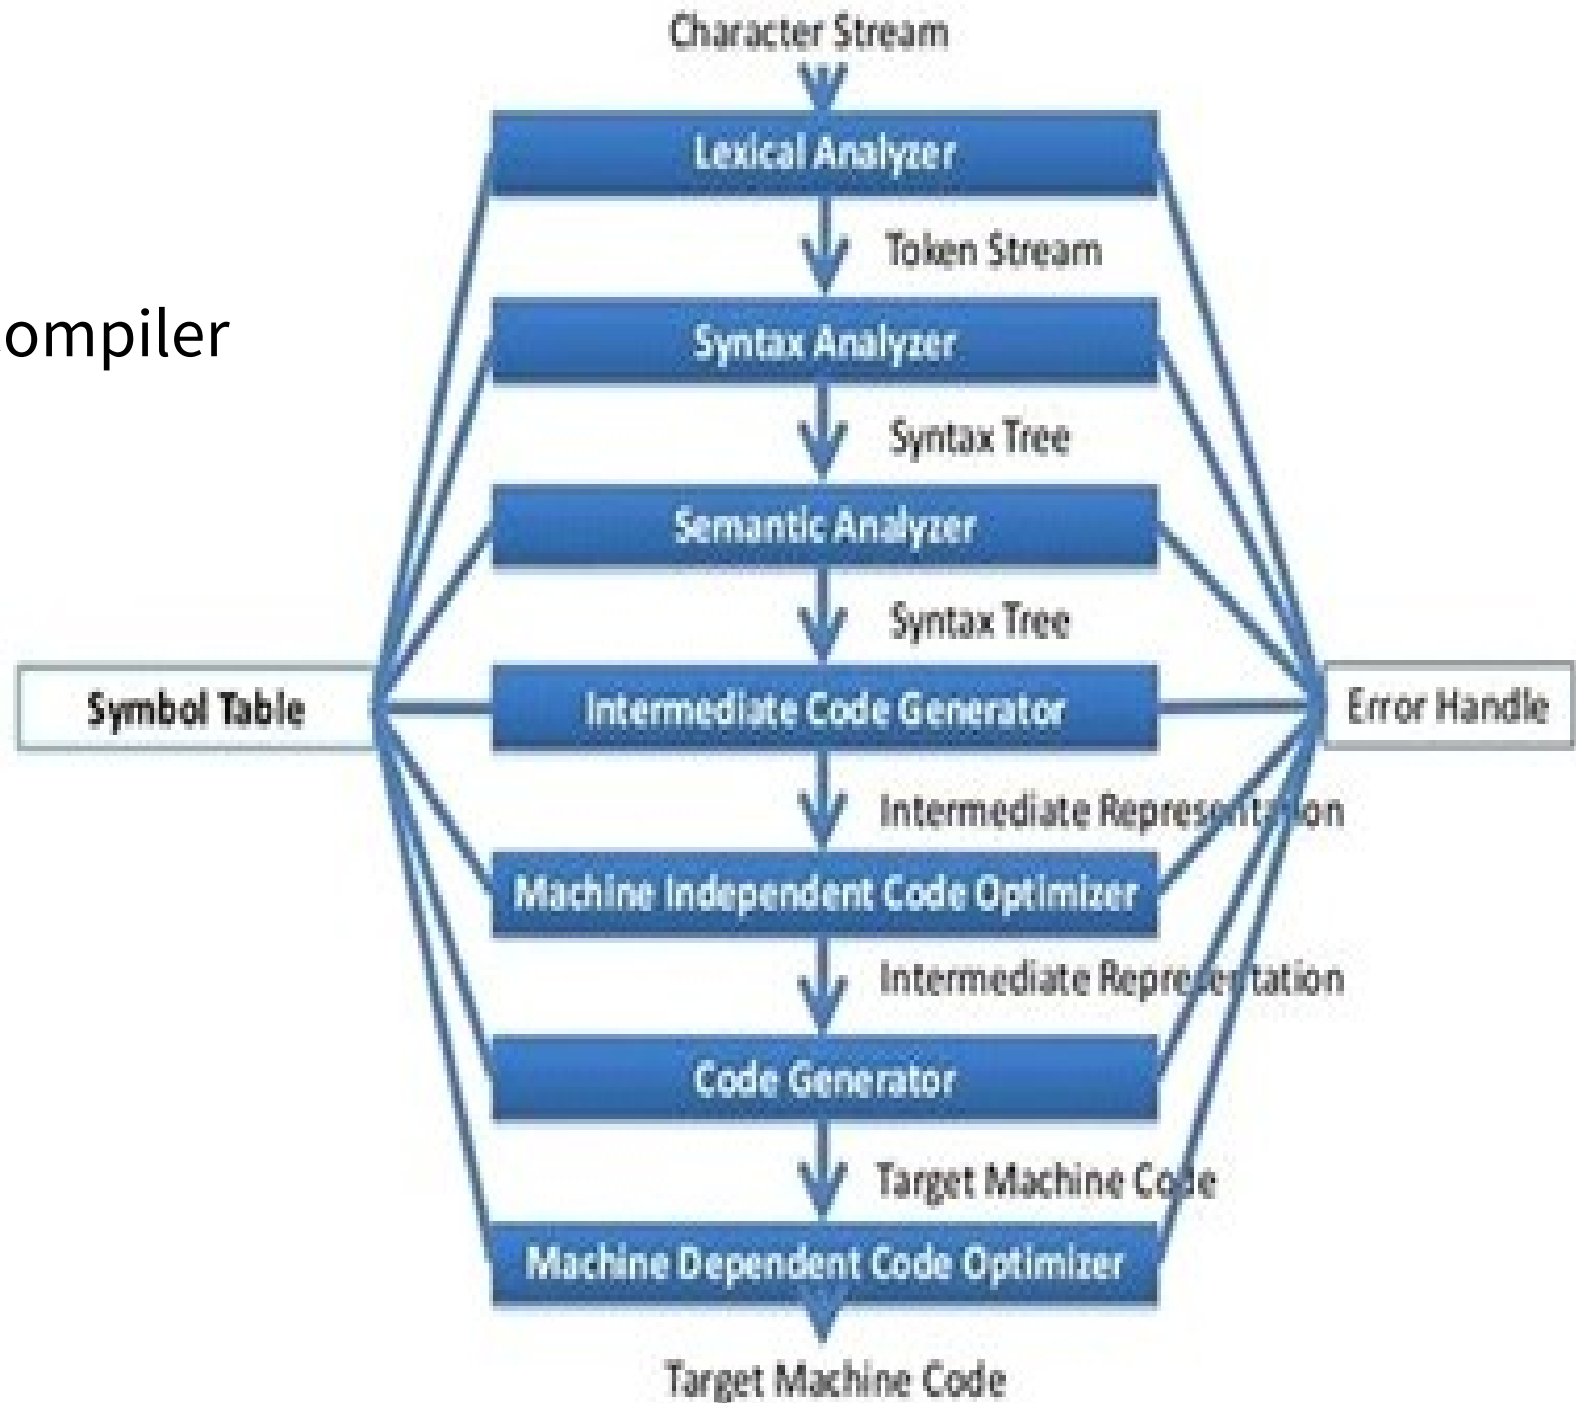 Character Stream
Lexical Analyzer
Token Stream
ompiler
Syntax Analyzer
Syntax Tree
Semantic Analyzer
Syntax Tree
Symbol Table
Intermediate Code Generator
Error Handle
Intermediate Representation
Machine Independent Code Optimizer
Intermediate Representation
Code Generator
Target Machine Code
Machine Dependent Code Optimizer
Target Machine Code